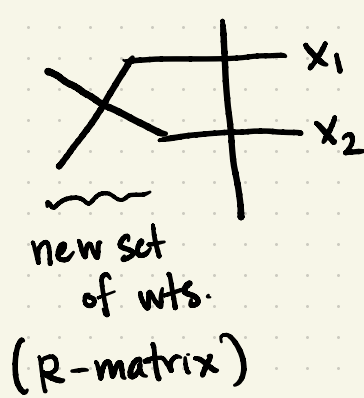 X₁
X₂
new set
of wts.
(R-matrix)